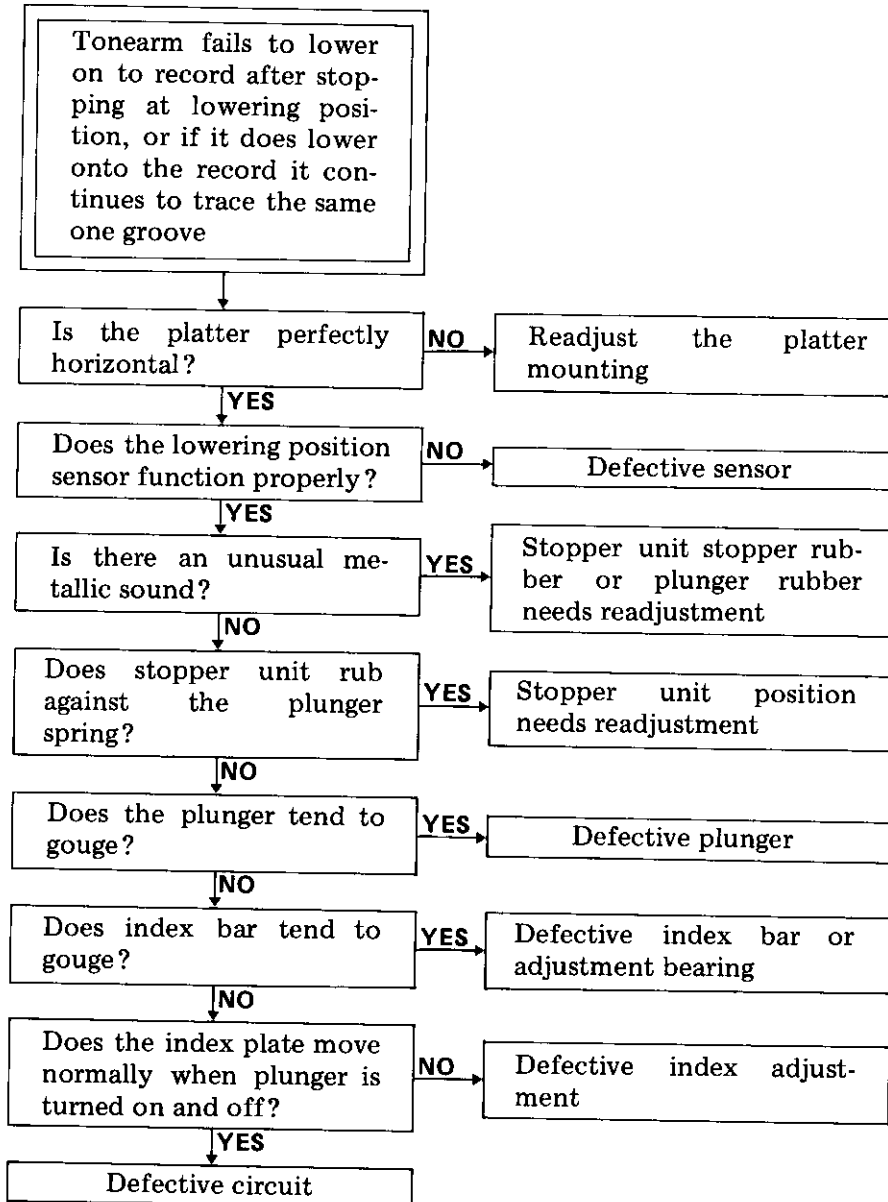 Tonearm fails to lower
on to record after stop-
ping at lowering posi-
tion, or if it does lower
onto the record it con-
tinues to trace the same
one groove
Is the platter perfectly
horizontal?
NO
Readjust the platter
mounting
YES
Does the lowering position
sensor function properly?
NO
Defective sensor
YES
Is there an unusual me-
tallic sound?
YES
Stopper unit stopper rub-
ber or plunger rubber
needs readjustment
NO
Does stopper unit rub
against the plunger
spring?
YES
Stopper unit position
needs readjustment
NO
Does the plunger tend to
gouge?
YES
Defective plunger
NO
Does index bar tend to
gouge?
YES
Defective index bar or
adjustment bearing
NO
Does the index plate move
normally when plunger is
turned on and off?
NO
Defective index adjust-
ment
YES
Defective circuit